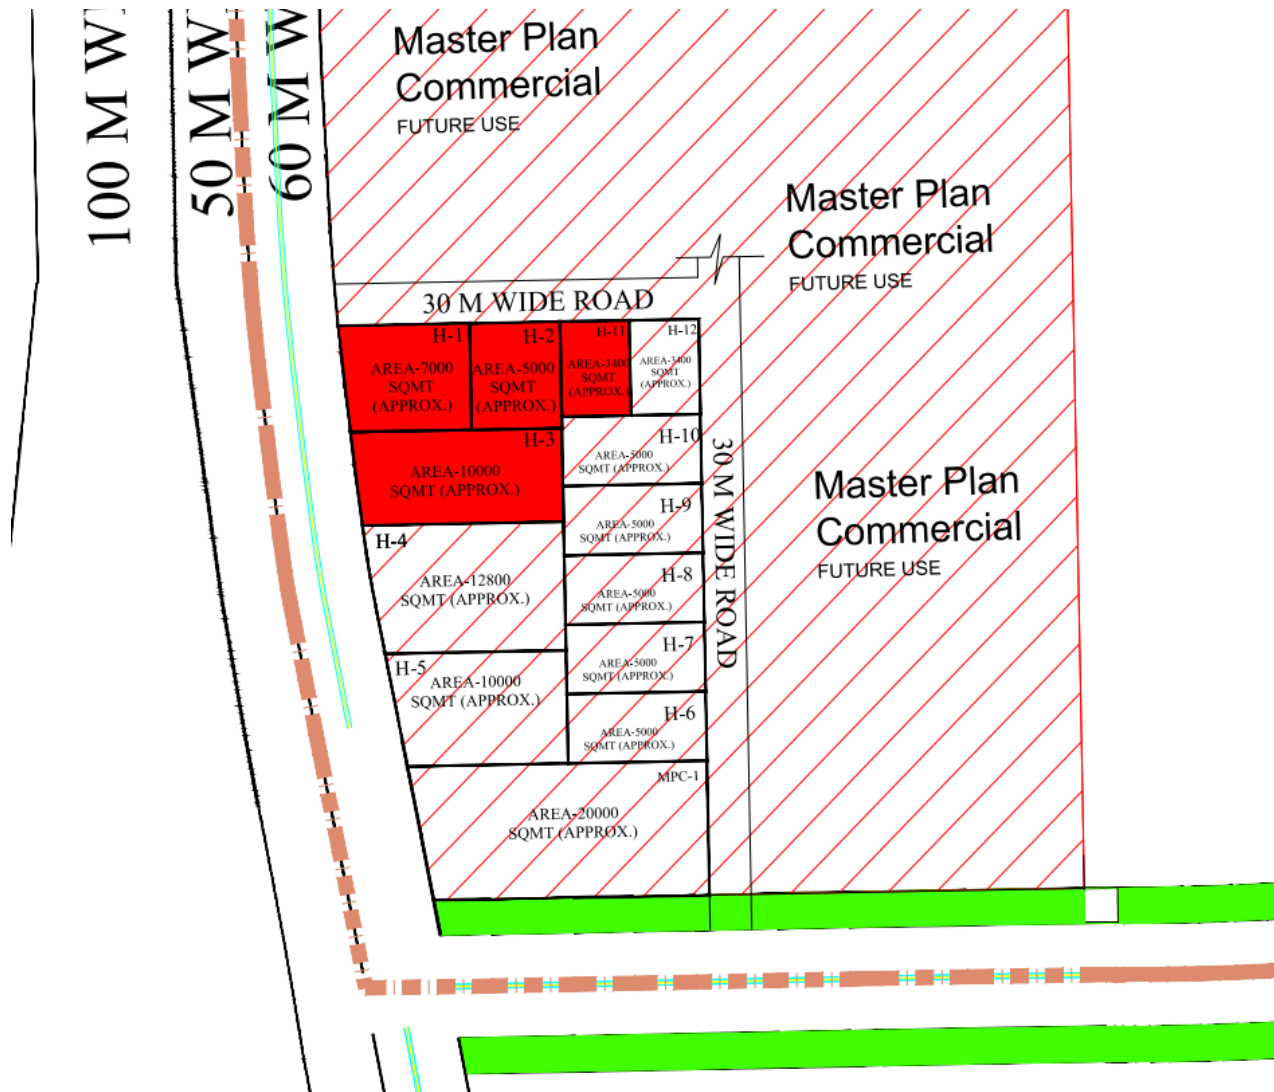 100 M W
50 M W
60 M W
Master Plan
Commercial
FUTURE USE
Master Plan
Commercial
FUTURE USE
30 M WIDE ROAD
H-1
AREA-7000
SQMT
(APPROX.)
H-2
AREA-5000
SQMT
(APPROX.)
H-11
AREA-3400
SQMT
(APPROX.)
H-12
AREA-3400
SQMT
(APPROX.)
H-3
AREA-10000
SQMT (APPROX.)
H-10
AREA-5000
SQMT (APPROX.)
30 M WIDE ROAD
Master Plan
Commercial
FUTURE USE
H-9
AREA-5000
SQMT (APPROX.)
H-4
AREA-12800
SQMT (APPROX.)
H-8
AREA-5000
SQMT (APPROX.)
H-5
AREA-10000
SQMT (APPROX.)
H-7
AREA-5000
SQMT (APPROX.)
H-6
AREA-5000
SQMT (APPROX.)
MPC-1
AREA-20000
SQMT (APPROX.)